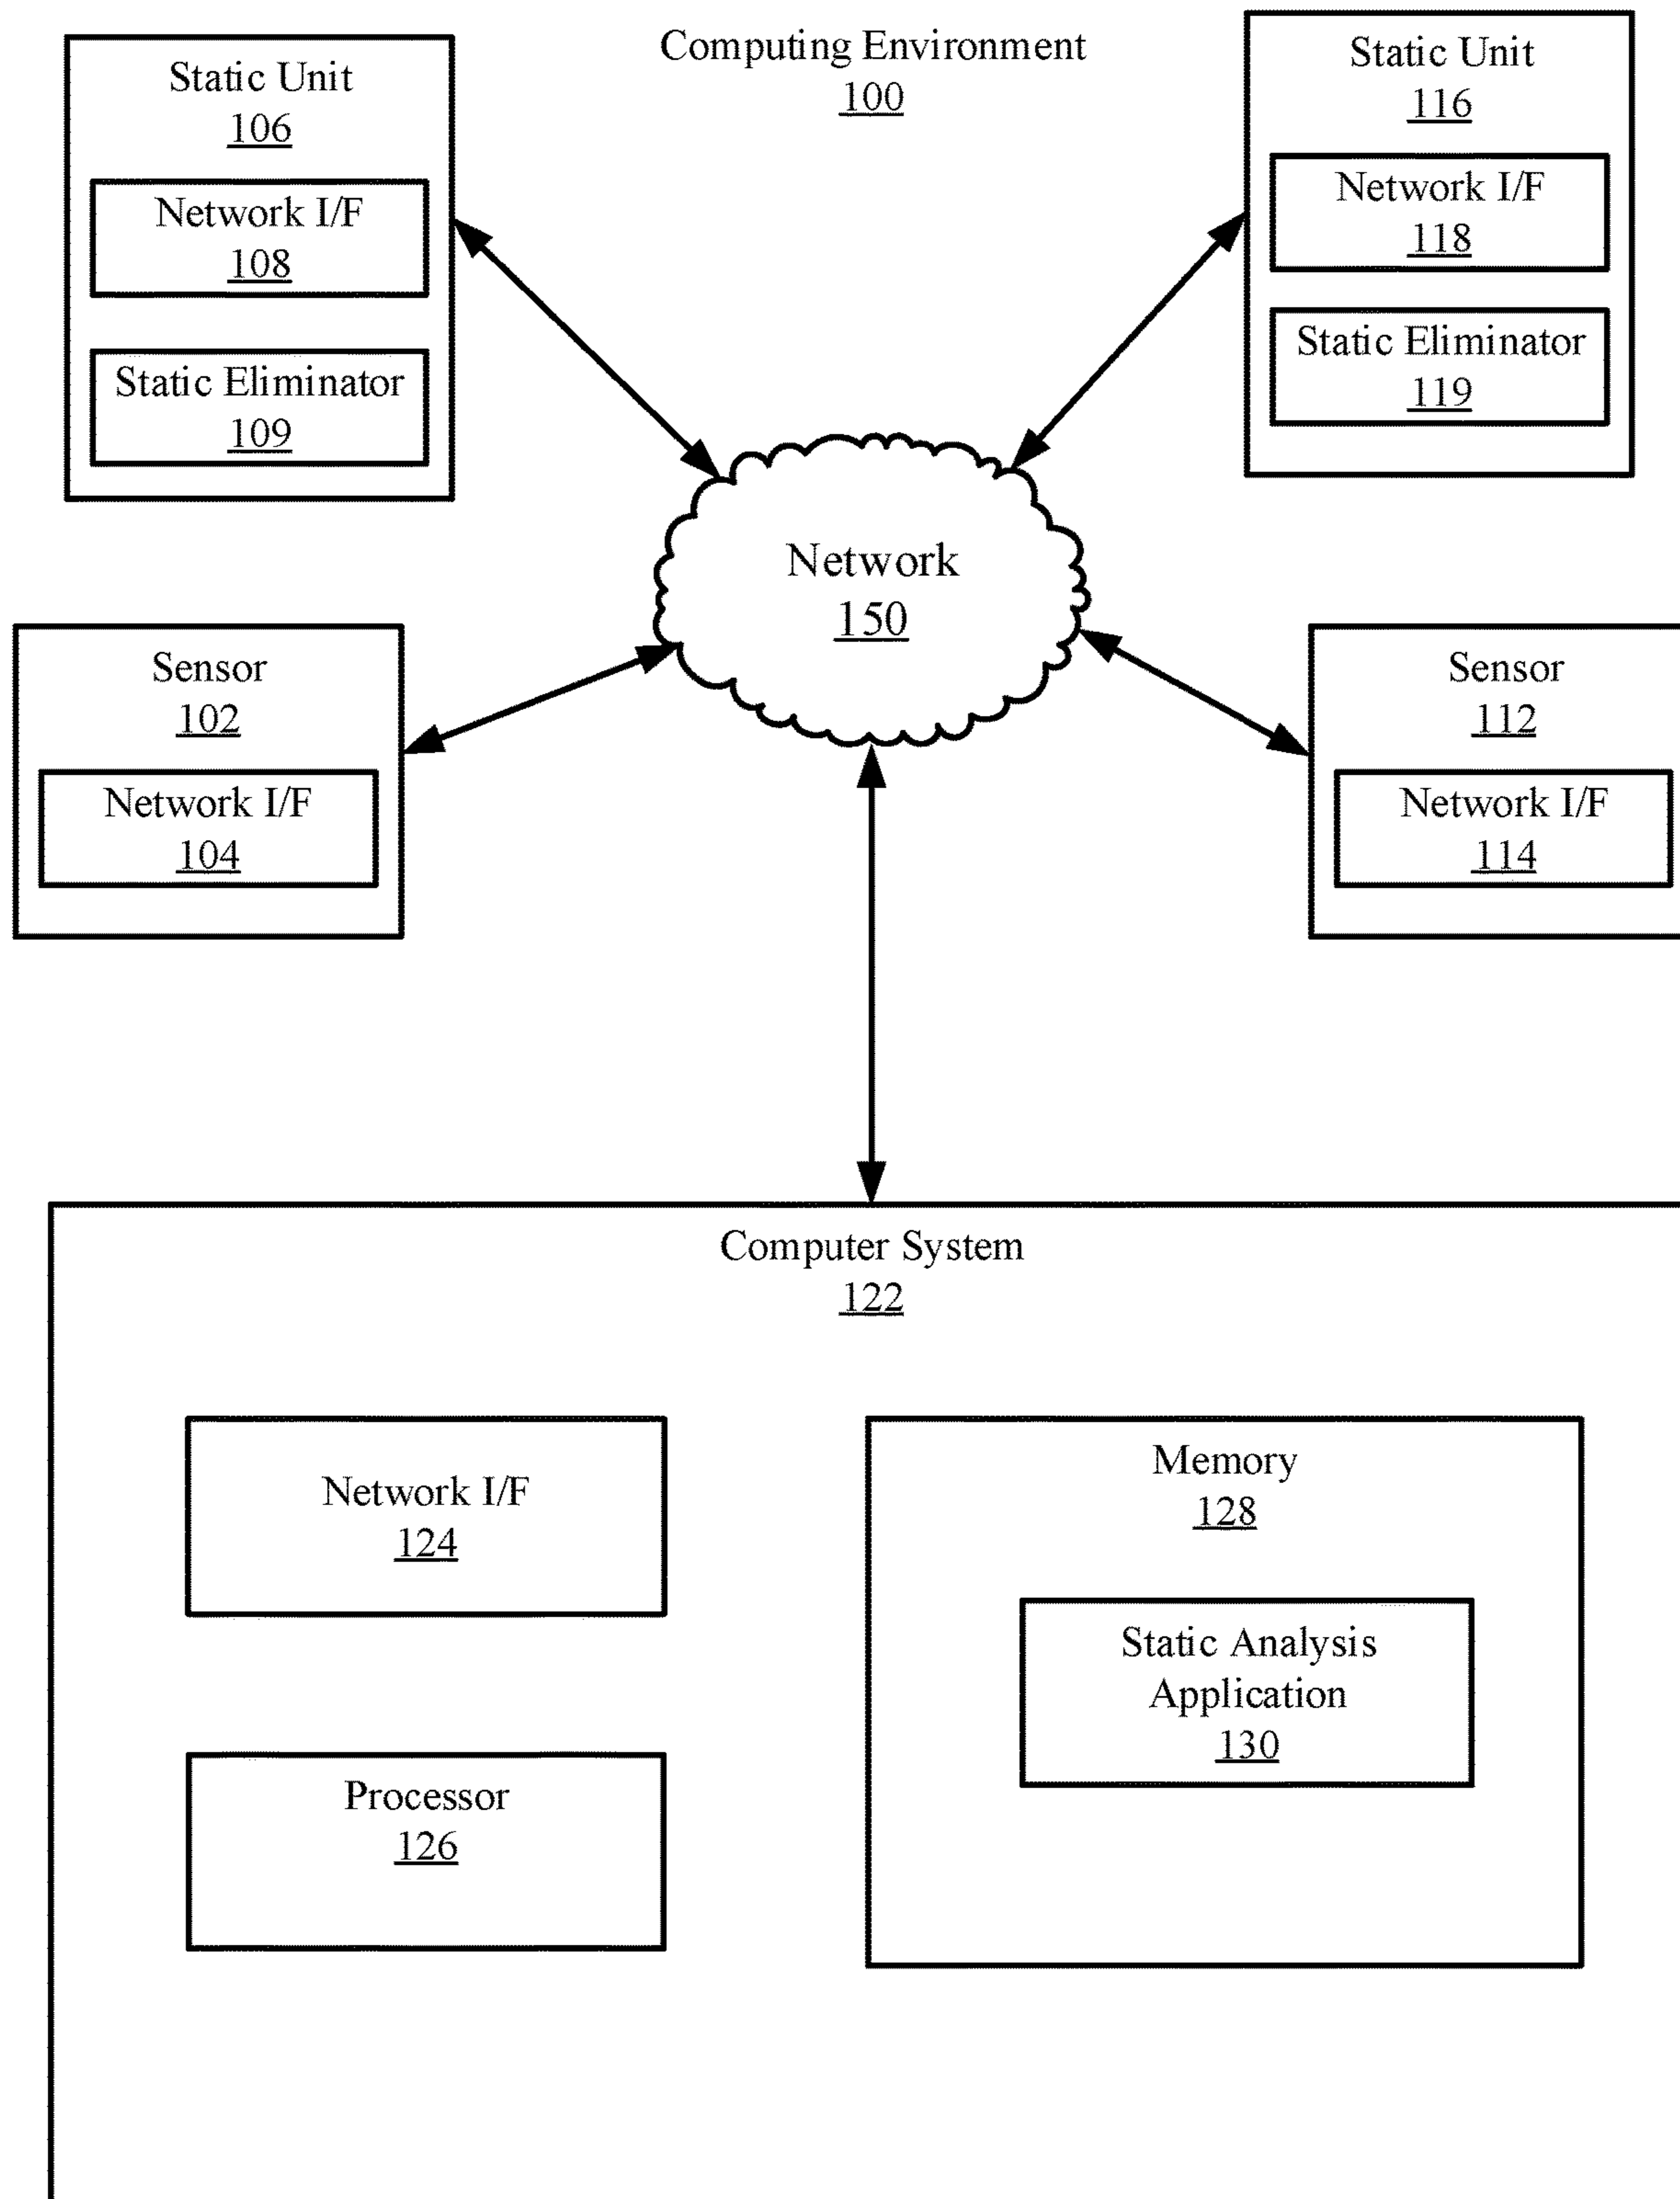 Computing Environment
100
Static Unit
106
Network I/F
108
Static Eliminator
109
Static Unit
116
Network I/F
118
Static Eliminator
119
Network
150
Sensor
102
Network I/F
104
Sensor
112
Network I/F
114
Computer System
122
Network I/F
124
Processor
126
Memory
128
Static Analysis
Application
130